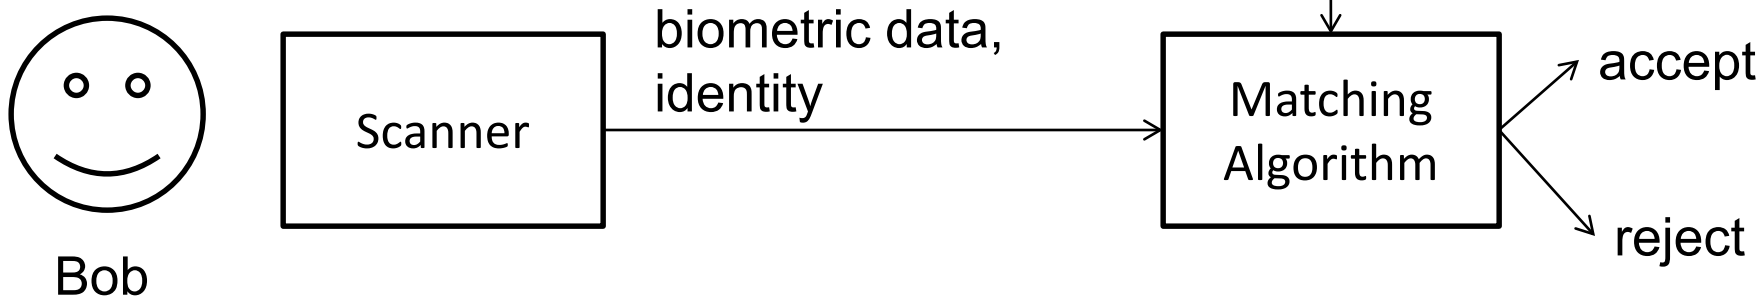 biometric data,
identity
Scanner
Matching
Algorithm
accept
reject
Bob